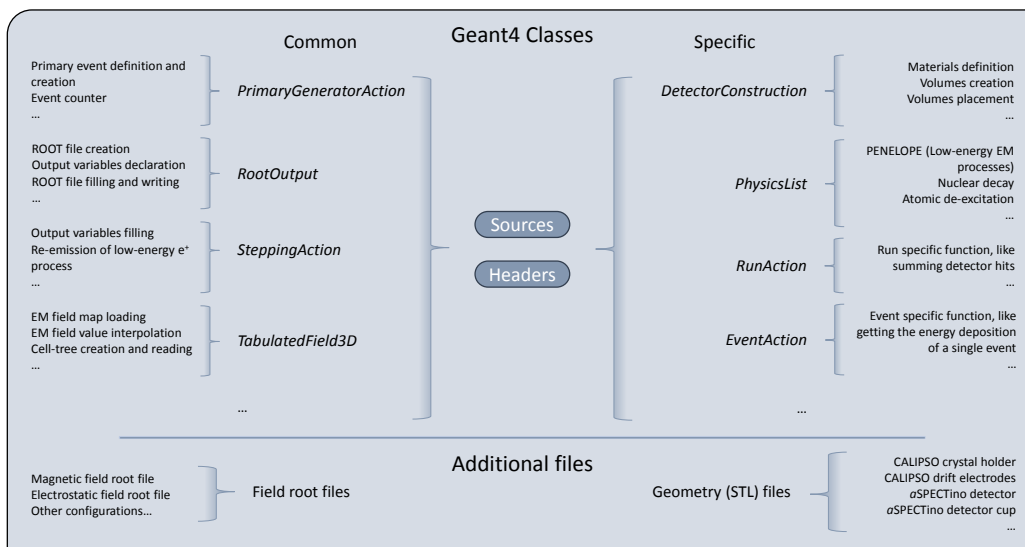 Geant4 Classes
Common
Primary event definition and
creation
Event counter
…
PrimaryGeneratorAction
ROOT file creation
Output variables declaration
ROOT file filling and writing
…
RootOutput
Output variables filling
Re-emission of low-energy e⁺
process
…
SteppingAction
EM field map loading
EM field value interpolation
Cell-tree creation and reading
…
TabulatedField3D
…
Sources
Headers
Specific
DetectorConstruction
Materials definition
Volumes creation
Volumes placement
…
PhysicsList
PENELOPE (Low-energy EM
processes)
Nuclear decay
Atomic de-excitation
…
RunAction
Run specific function, like
summing detector hits
…
EventAction
Event specific function, like
getting the energy deposition
of a single event
…
…
Additional files
Magnetic field root file
Electrostatic field root file
Other configurations…
Field root files
Geometry (STL) files
CALIPSO crystal holder
CALIPSO drift electrodes
aSPECTino detector
aSPECTino detector cup
…